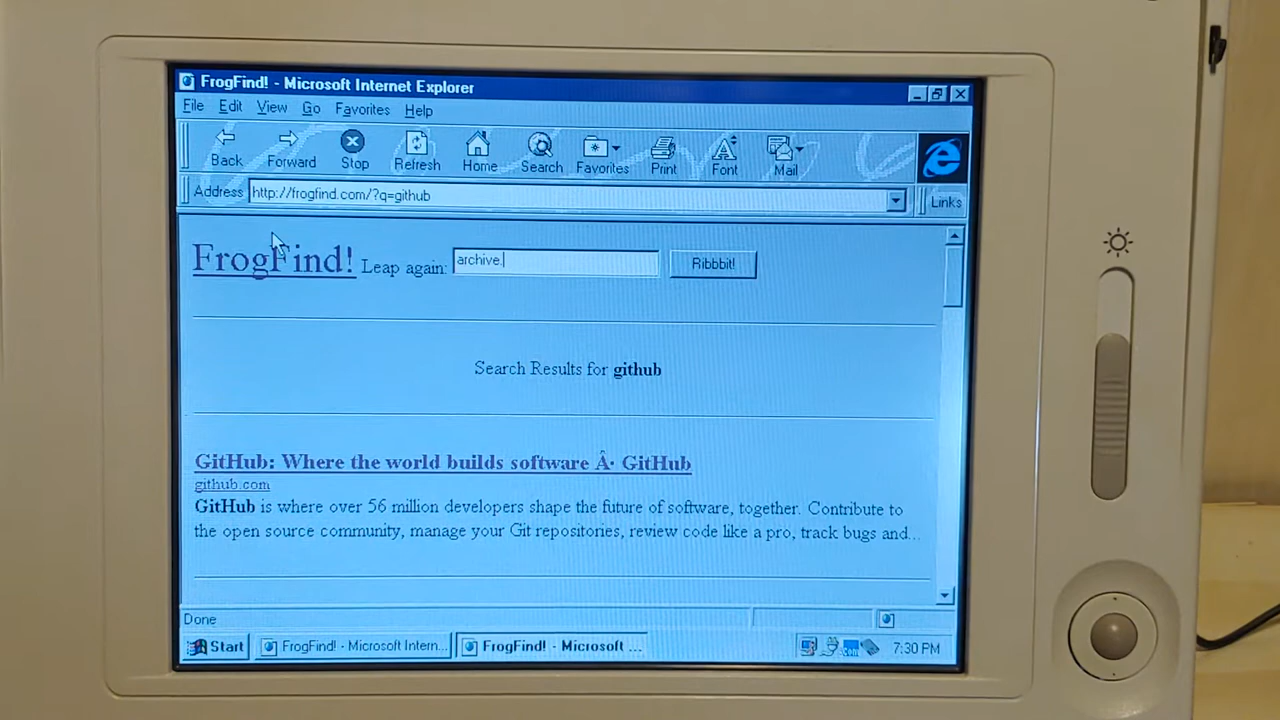 FrogFind! - Microsoft Internet Explorer
File Edit View Go Favorites Help
Back Forward Stop Refresh Home Search Favorites Print Font Mail
Address http://frogfind.com/?q=github Links
FrogFind! Leap again: archive. Ribbbit!
Search Results for github
GitHub: Where the world builds software Â· GitHub
github.com
GitHub is where over 56 million developers shape the future of software, together. Contribute to
the open source community, manage your Git repositories, review code like a pro, track bugs and...
Done
Start FrogFind! - Microsoft Intern... FrogFind! - Microsoft ... com 7:30 PM